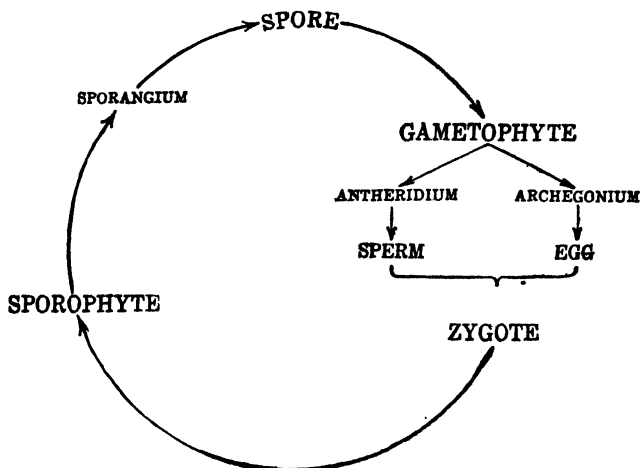 SPORE
SPORANGIUM
GAMETOPHYTE
ANTHERIDIUM ARCHEGONIUM
SPERM EGG
SPOROPHYTE
ZYGOTE